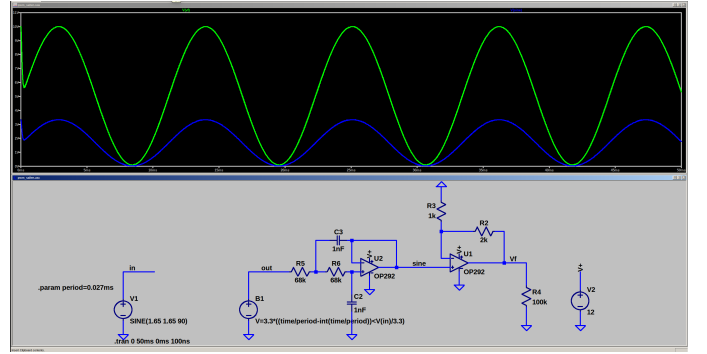 R3
1k
R2
2k
C3
1nF
V+
U2
OP292
V+
U1
OP292
in
out
R5
68k
R6
68k
sine
Vf
V+
.param period=0.027ms
V1
SINE(1.65 1.65 90)
B1
V=3.3*((time/period-int(time/period))<V(in)/3.3)
C2
1nF
R4
100k
V2
12
.tran 0 50ms 0ms 100ns